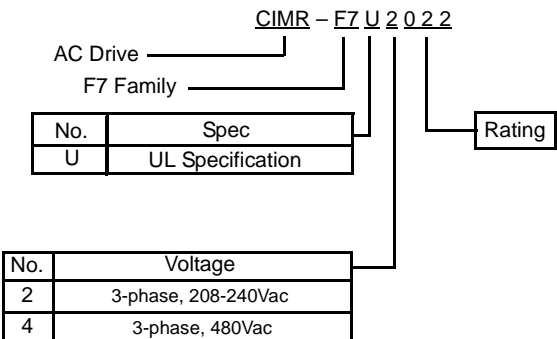 CIMR – F7 U 2 0 2 2
AC Drive
F7 Family
No. Spec
U UL Specification
Rating
No. Voltage
2 3-phase, 208-240Vac
4 3-phase, 480Vac